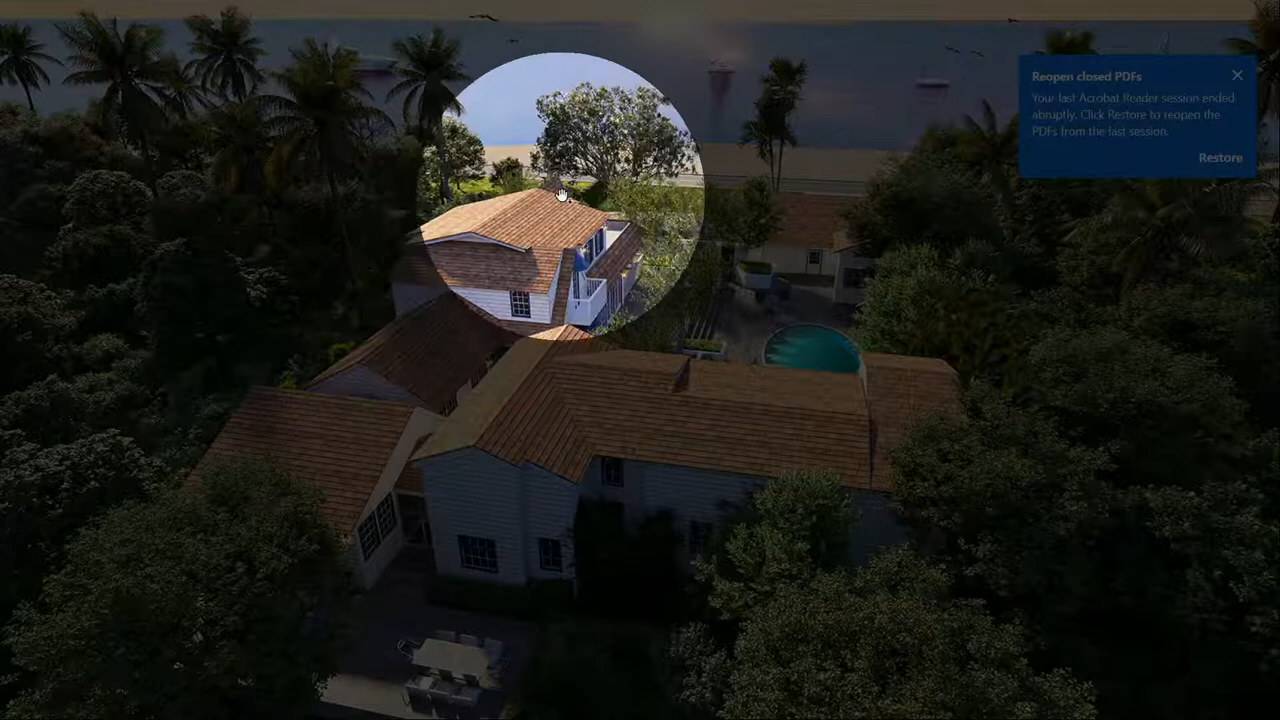 Reopen closed PDFs
Your last Acrobat Reader session ended
abruptly. Click Restore to reopen the
PDFs from the last session.
Restore